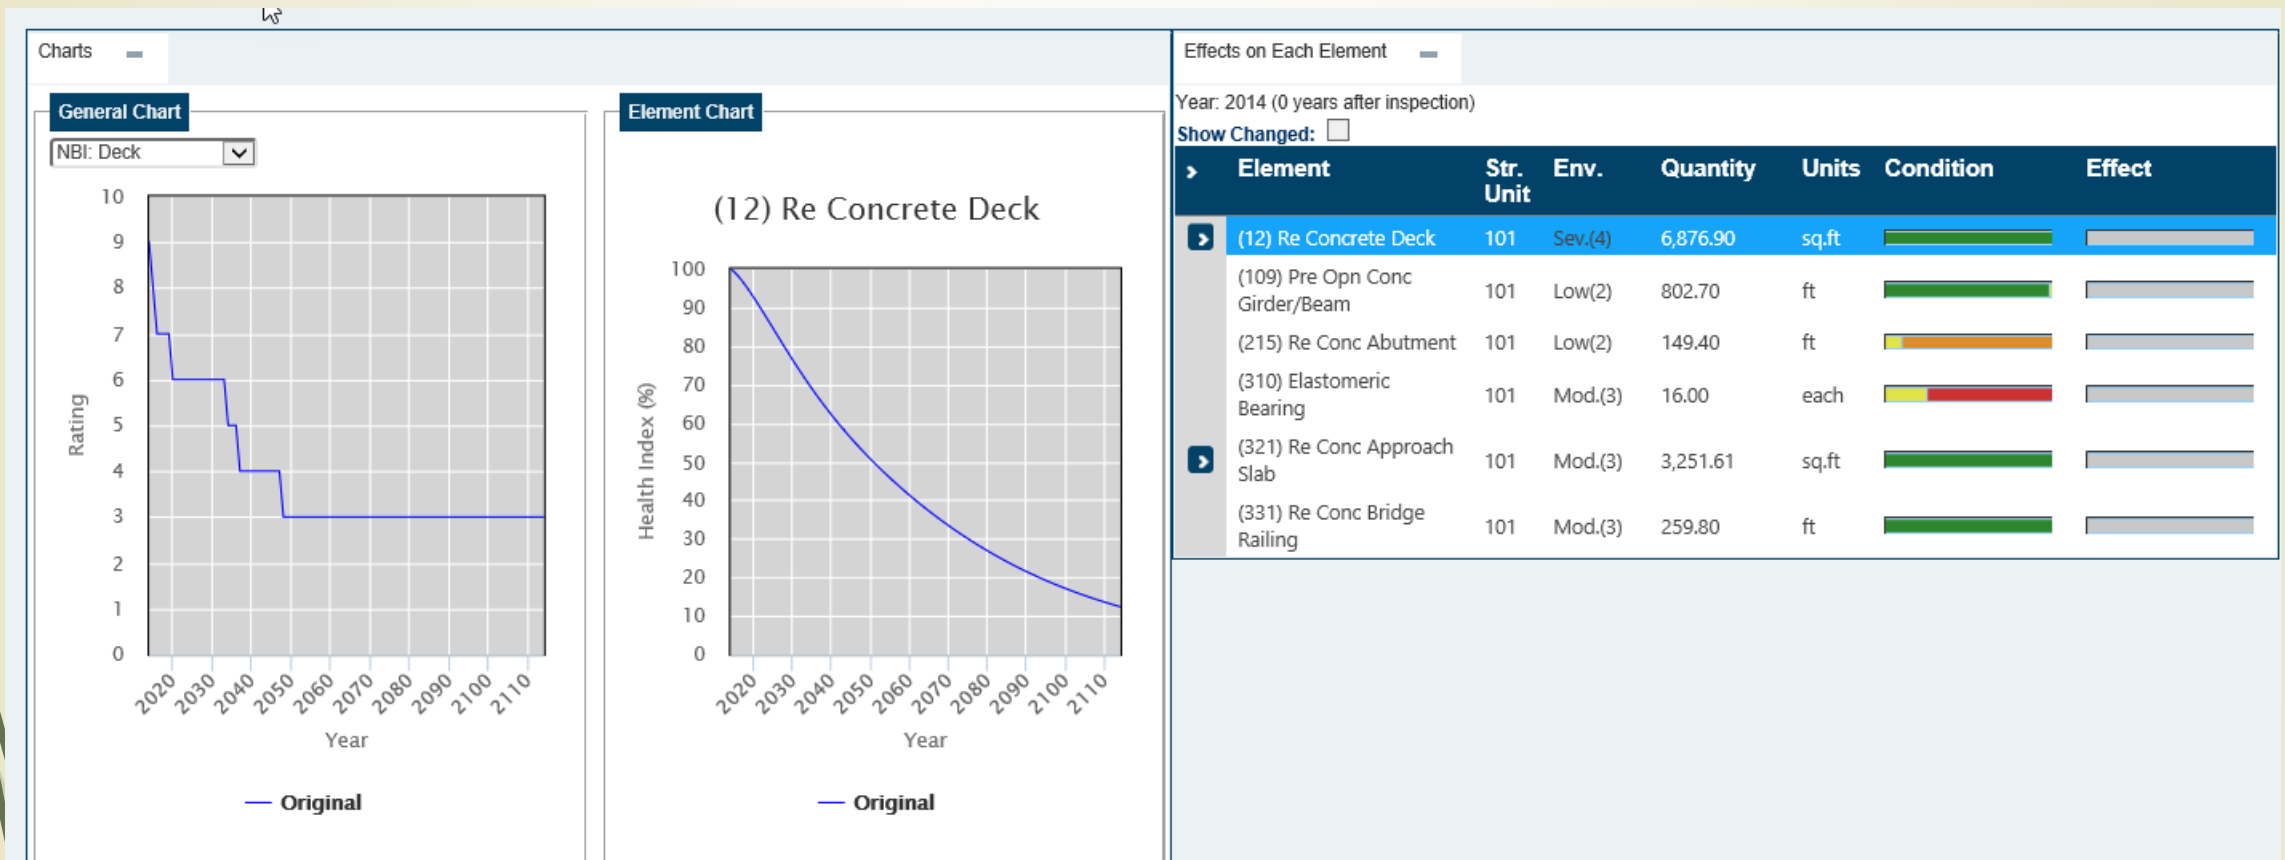 Charts
General Chart
NBI: Deck
10
9
8
7
6
5
4
3
2
1
0
Rating
2020 2030 2040 2050 2060 2070 2080 2090 2100 2110
Year
Original
Element Chart
(12) Re Concrete Deck
100
90
80
70
60
50
40
30
20
10
0
Health Index (%)
2020 2030 2040 2050 2060 2070 2080 2090 2100 2110
Year
Original
Effects on Each Element
Year: 2014 (0 years after inspection)
Show Changed:
Element Str. Unit Env. Quantity Units Condition Effect
(12) Re Concrete Deck 101 Sev.(4) 6,876.90 sq.ft
(109) Pre Opn Conc
Girder/Beam 101 Low(2) 802.70 ft
(215) Re Conc Abutment 101 Low(2) 149.40 ft
(310) Elastomeric
Bearing 101 Mod.(3) 16.00 each
(321) Re Conc Approach
Slab 101 Mod.(3) 3,251.61 sq.ft
(331) Re Conc Bridge
Railing 101 Mod.(3) 259.80 ft